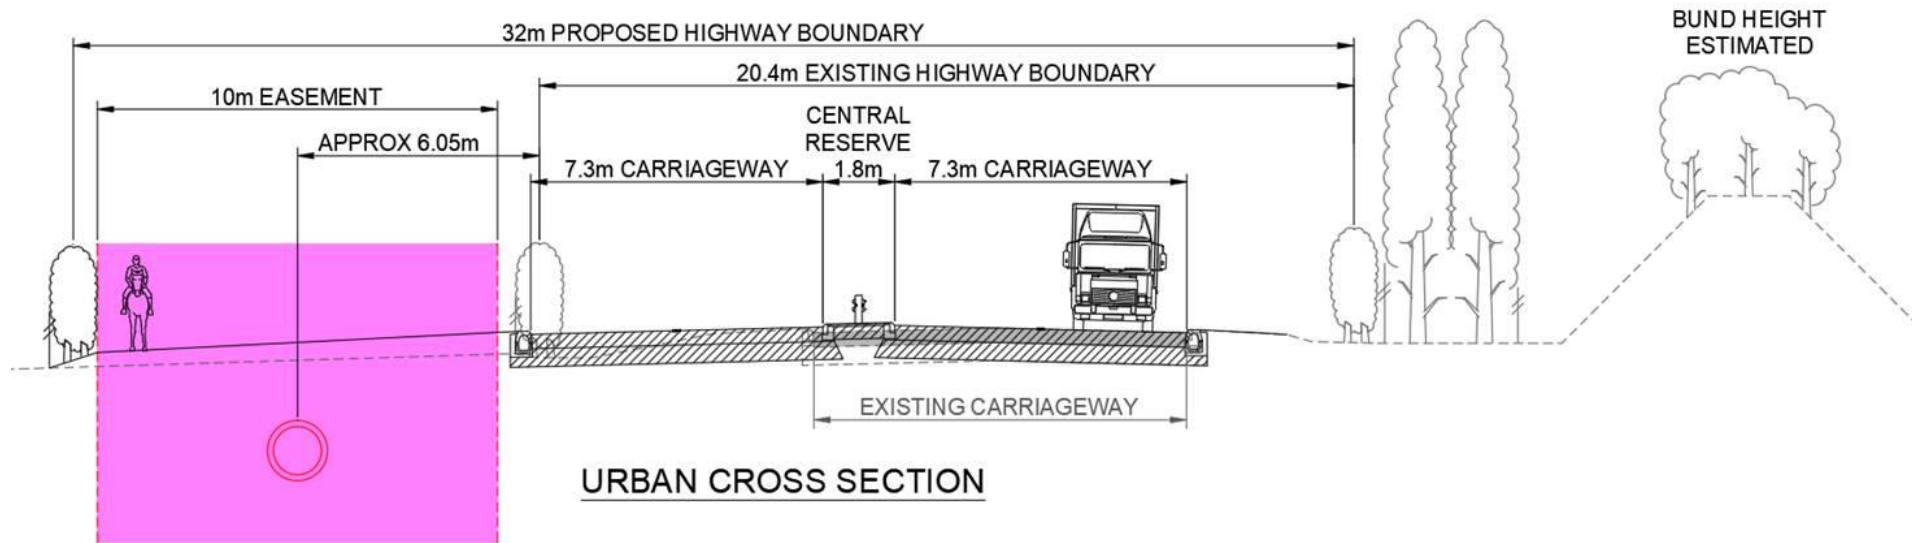 32m PROPOSED HIGHWAY BOUNDARY
BUND HEIGHT
ESTIMATED
20.4m EXISTING HIGHWAY BOUNDARY
10m EASEMENT
CENTRAL
RESERVE
APPROX 6.05m
7.3m CARRIAGEWAY
1.8m
7.3m CARRIAGEWAY
EXISTING CARRIAGEWAY
URBAN CROSS SECTION